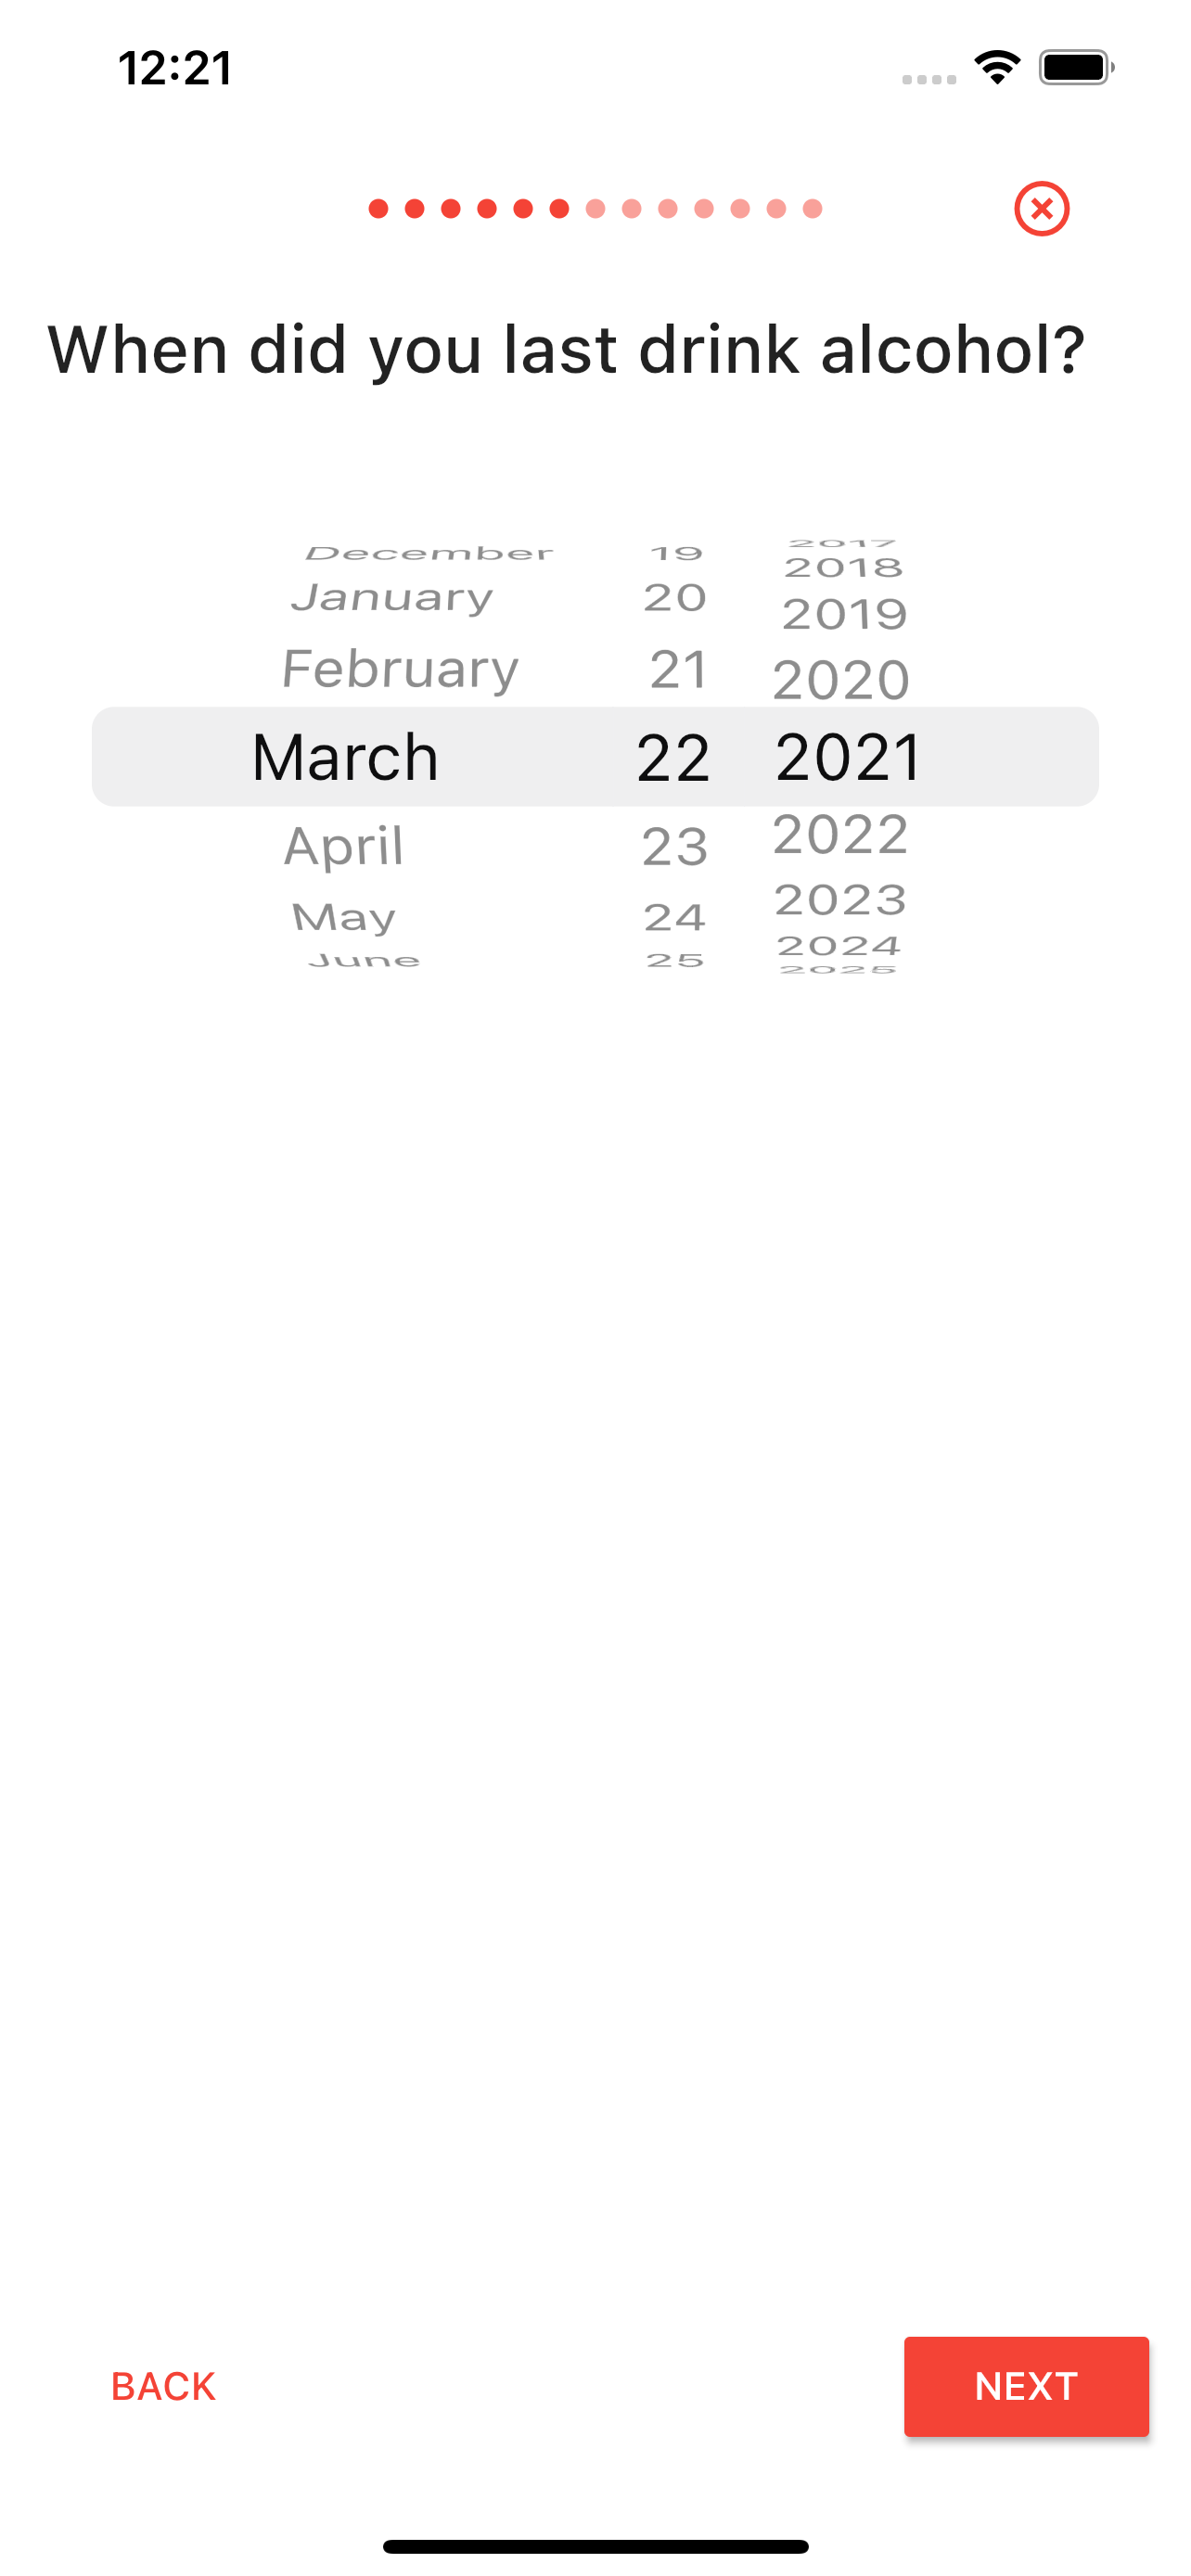 12:21
When did you last drink alcohol?
2017
December 19 2018
January 20 2019
February 21 2020
March 22 2021
April 23 2022
May 24 2023
June 25 2024
2025
BACK NEXT